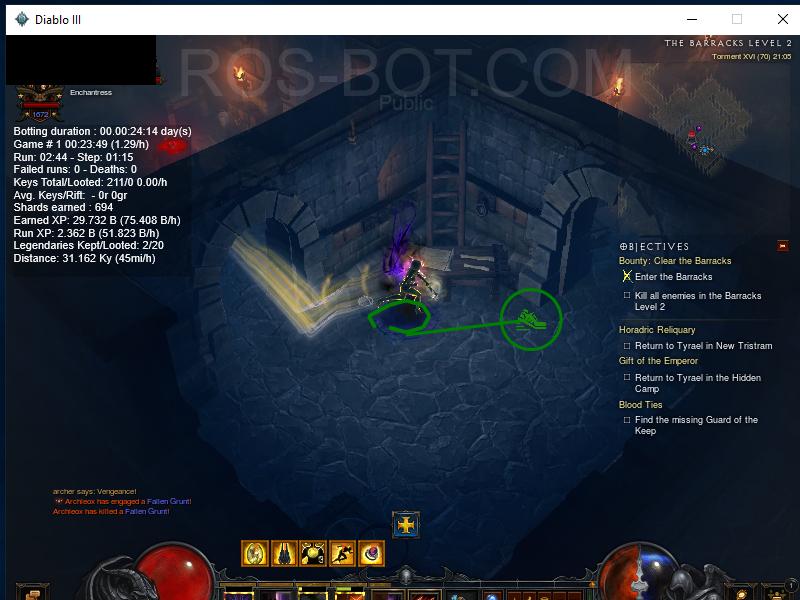 Diablo III
ROS-BOT.COM
Public
THE BARRACKS LEVEL 2
Torment XVI (70) 21:05
Enchantress
1672
Botting duration : 00.00:24:14 day(s)
Game # 1 00:23:49 (1.29/h)
Run: 02:44 - Step: 01:15
Failed runs: 0 - Deaths: 0
Keys Total/Looted: 211/0 0.00/h
Avg. Keys/Rift:  - 0r 0gr
Shards earned : 694
Earned XP: 29.732 B (75.408 B/h)
Run XP: 2.362 B (51.823 B/h)
Legendaries Kept/Looted: 2/20
Distance: 31.162 Ky (45mi/h)
OBJECTIVES
Bounty: Clear the Barracks
Enter the Barracks
Kill all enemies in the Barracks
Level 2
Horadric Reliquary
Return to Tyrael in New Tristram
Gift of the Emperor
Return to Tyrael in the Hidden
Camp
Blood Ties
Find the missing Guard of the
Keep
archer says: Vengeance!
Archleox has engaged a Fallen Grunt!
Archleox has killed a Fallen Grunt!
3
1